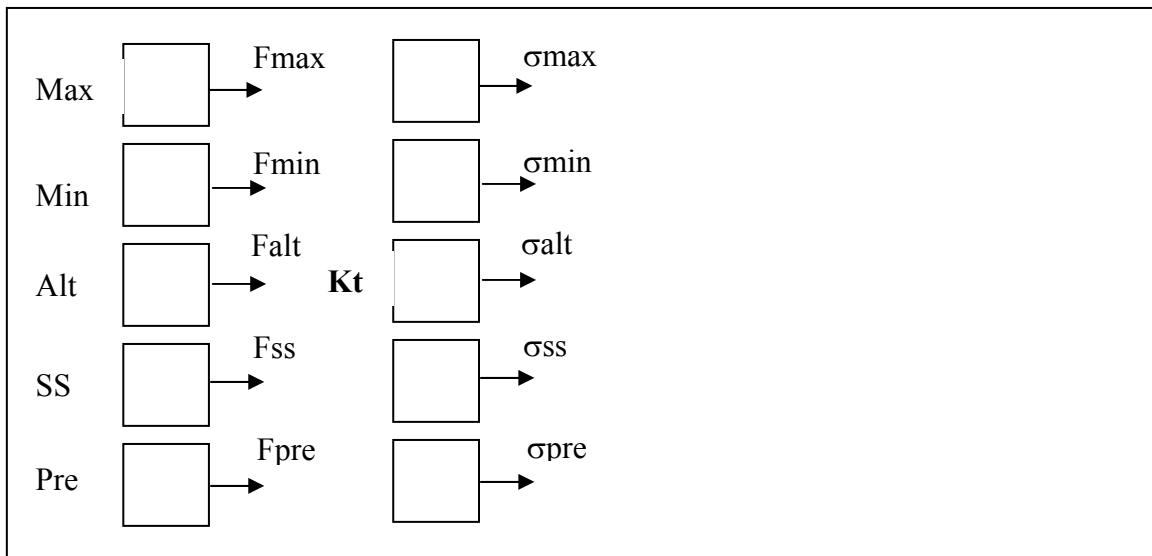 Max Fmax σmax
Min Fmin σmin
Alt Falt Kt σalt
SS Fss σss
Pre Fpre σpre